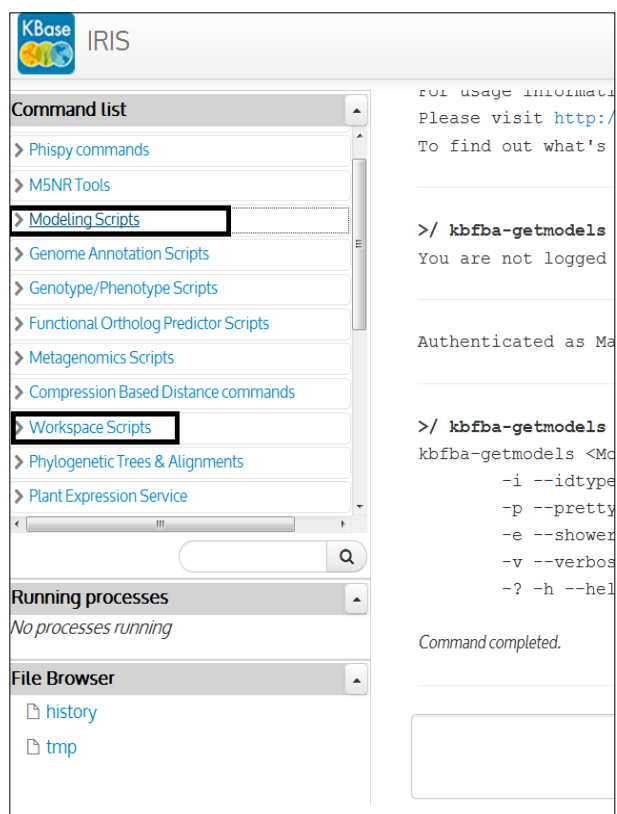 KBase
IRIS
Command list
Phispy commands
M5NR Tools
Modeling Scripts
Genome Annotation Scripts
Genotype/Phenotype Scripts
Functional Ortholog Predictor Scripts
Metagenomics Scripts
Compression Based Distance commands
Workspace Scripts
Phylogenetic Trees & Alignments
Plant Expression Service
Running processes
No processes running
File Browser
history
tmp
For usage informati
Please visit http:/
To find out what's
>/ kbfba-getmodels
You are not logged
Authenticated as Ma
>/ kbfba-getmodels
kbfba-getmodels <Mo
-i --idtype
-p --pretty
-e --shower
-v --verbos
-? -h --hel
Command completed.